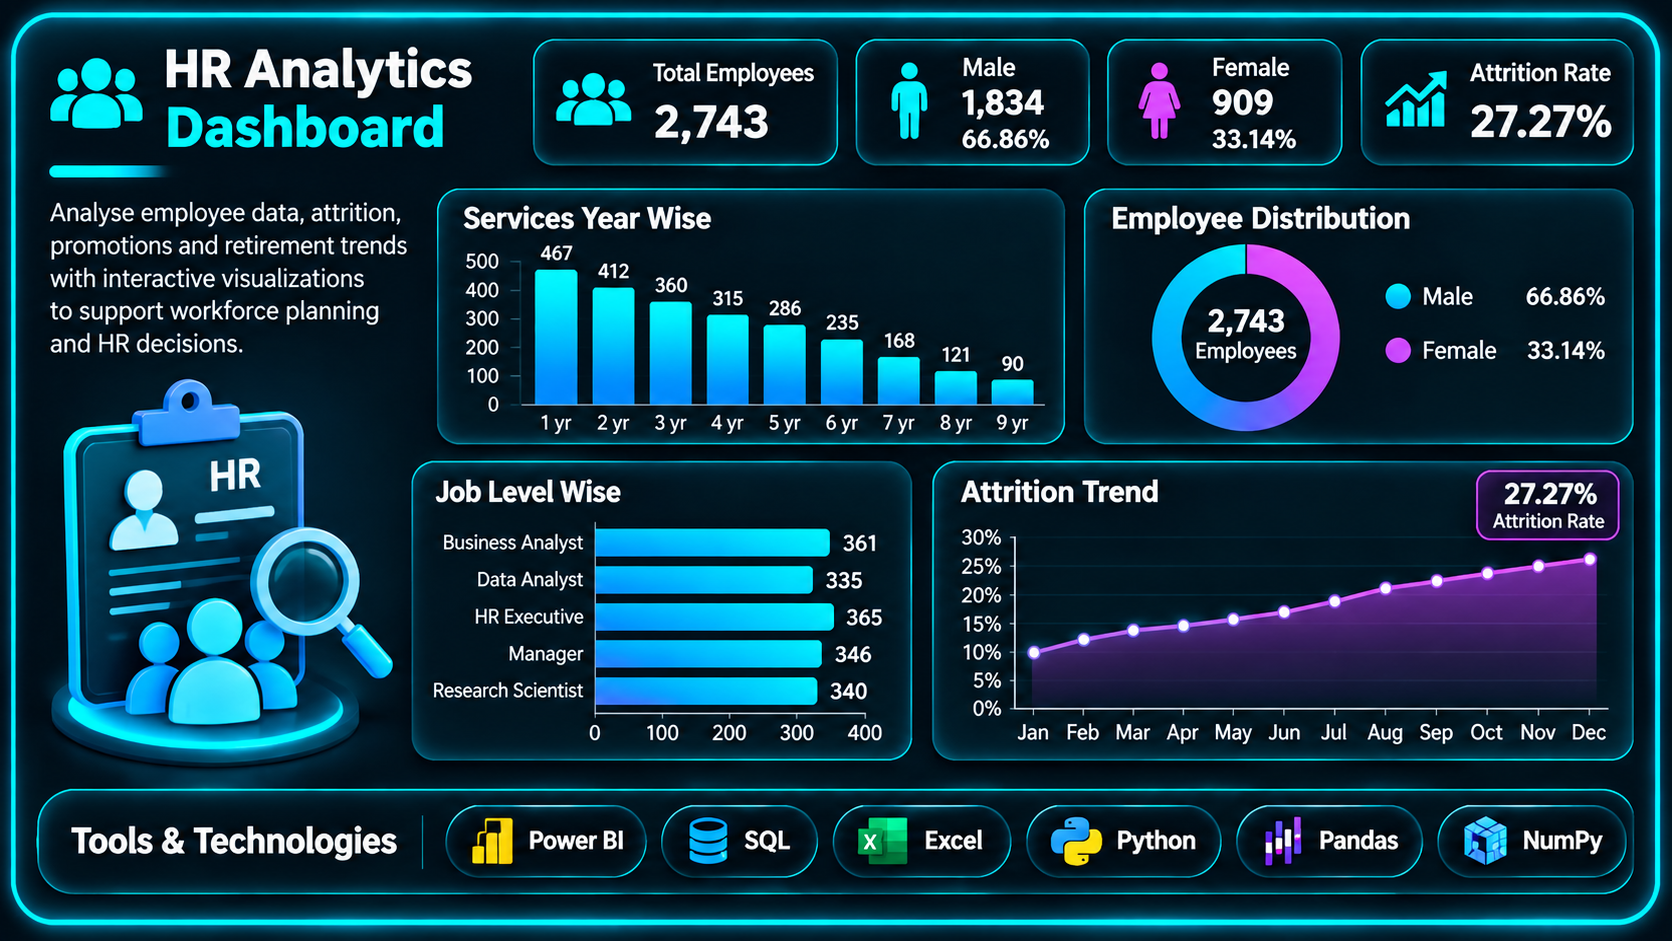 HR Analytics
Dashboard
Total Employees
2,743
Male
1,834
66.86%
Female
909
33.14%
Attrition Rate
27.27%
Analyse employee data, attrition,
promotions and retirement trends
with interactive visualizations
to support workforce planning
and HR decisions.
HR
Services Year Wise
500
400
300
200
100
0
467
412
360
315
286
235
168
121
90
1 yr
2 yr
3 yr
4 yr
5 yr
6 yr
7 yr
8 yr
9 yr
Employee Distribution
2,743
Employees
Male 66.86%
Female 33.14%
Job Level Wise
Business Analyst 361
Data Analyst 335
HR Executive 365
Manager 346
Research Scientist 340
0 100 200 300 400
Attrition Trend
27.27%
Attrition Rate
30%
25%
20%
15%
10%
5%
0%
Jan Feb Mar Apr May Jun Jul Aug Sep Oct Nov Dec
Tools & Technologies
Power BI
SQL
X
Excel
Python
Pandas
NumPy